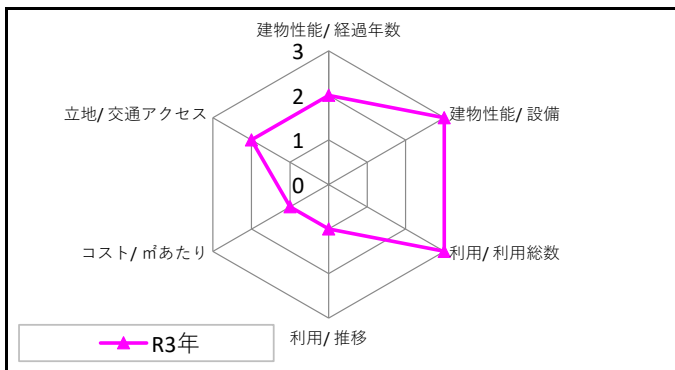 建物性能/ 経過年数
3
2
1
0
立地/ 交通アクセス
建物性能/ 設備
コスト/ ㎡あたり
利用/ 利用総数
利用/ 推移
R3年